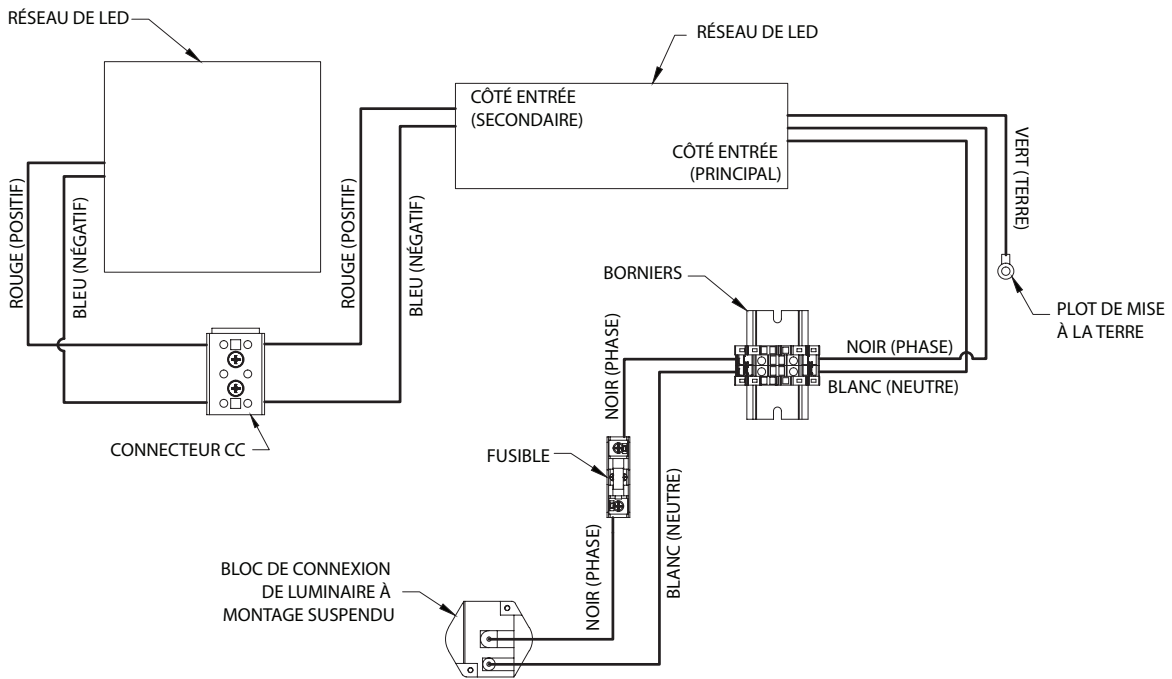 RÉSEAU DE LED
RÉSEAU DE LED
CÔTÉ ENTRÉE
(SECONDAIRE)
CÔTÉ ENTRÉE
(PRINCIPAL)
ROUGE (POSITIF)
BLEU (NÉGATIF)
ROUGE (POSITIF)
BLEU (NÉGATIF)
VERT (TERRE)
PLOT DE MISE
À LA TERRE
BORNIERS
NOIR (PHASE)
BLANC (NEUTRE)
CONNECTEUR CC
NOIR (PHASE)
FUSIBLE
BLANC (NEUTRE)
NOIR (PHASE)
BLOC DE CONNEXION
DE LUMINAIRE À
MONTAGE SUSPENDU